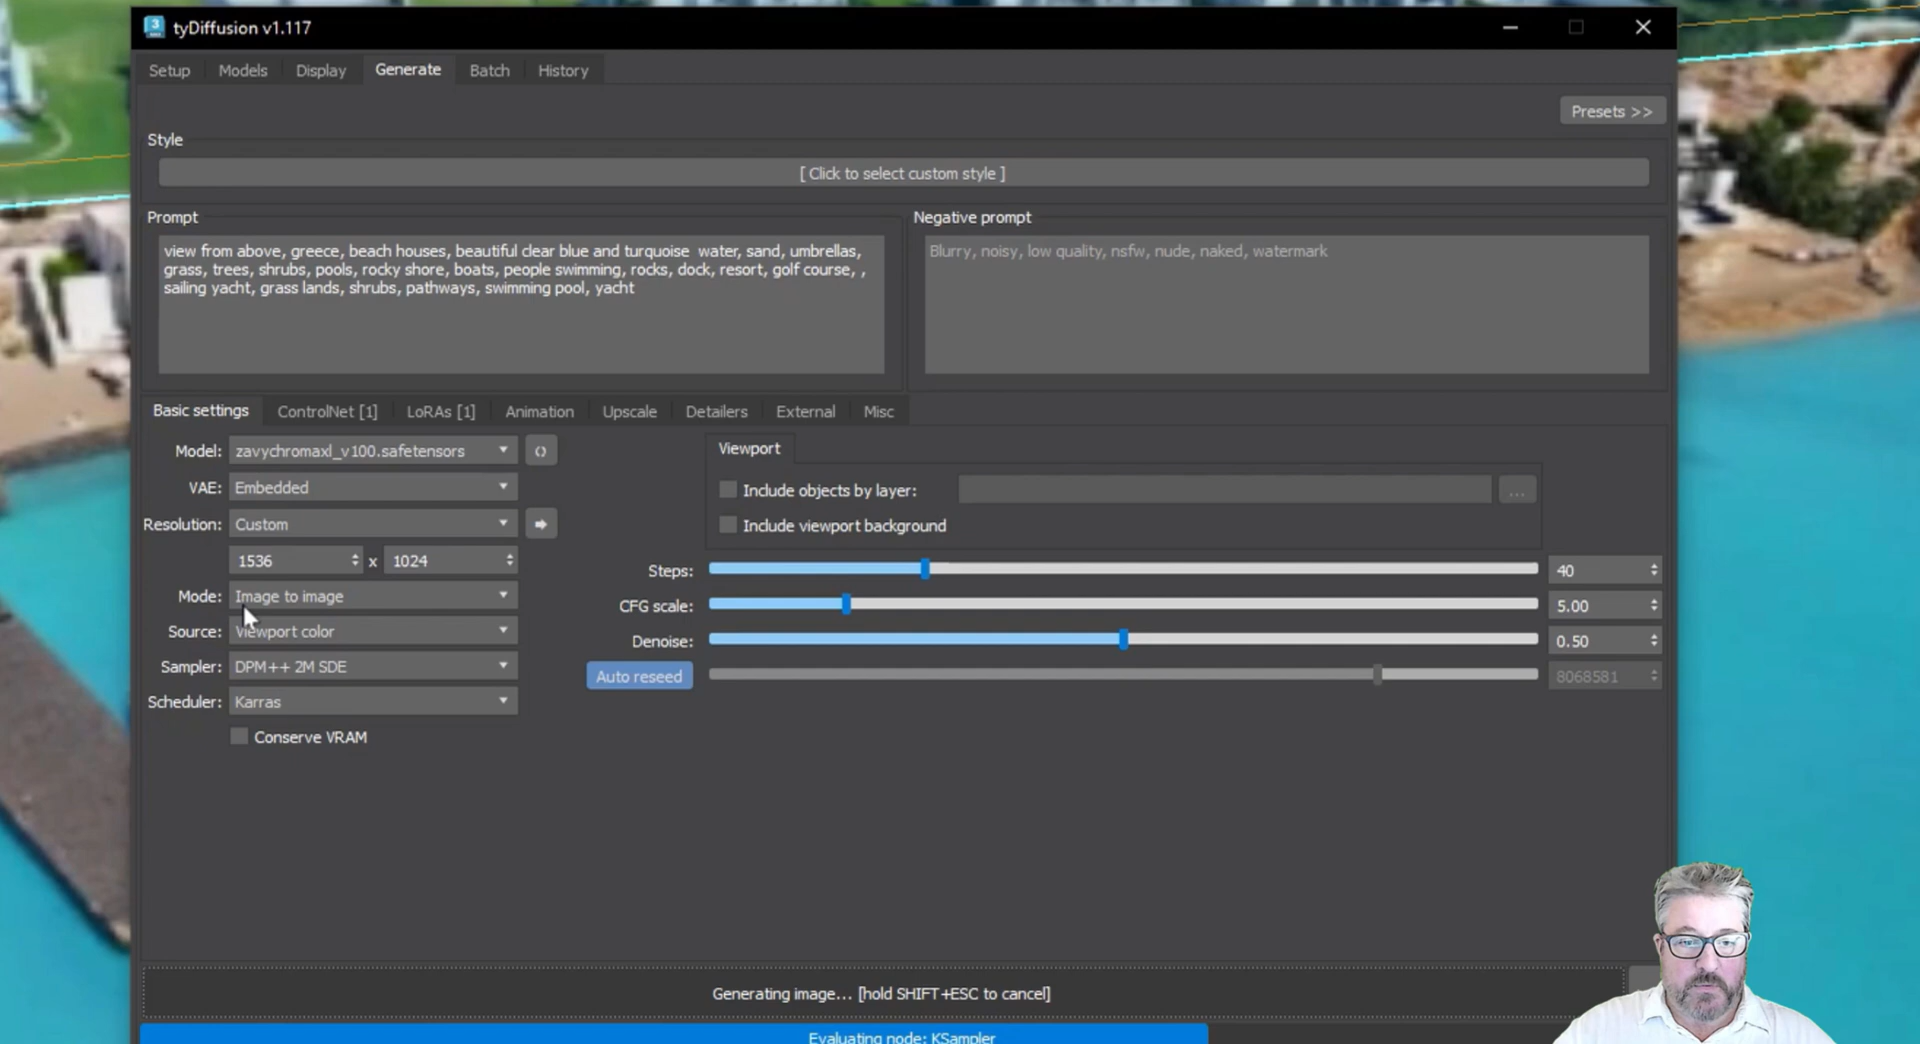 tyDiffusion v1.117
Setup Models Display Generate Batch History
Presets >>
Style
[ Click to select custom style ]
Prompt
view from above, greece, beach houses, beautiful clear blue and turquoise  water, sand, umbrellas,
grass, trees, shrubs, pools, rocky shore, boats, people swimming, rocks, dock, resort, golf course, ,
sailing yacht, grass lands, shrubs, pathways, swimming pool, yacht
Negative prompt
Blurry, noisy, low quality, nsfw, nude, naked, watermark
Basic settings ControlNet [1] LoRAs [1] Animation Upscale Detailers External Misc
Model: zavychromaxl_v100.safetensors
VAE: Embedded
Resolution: Custom
1536 x 1024
Mode: Image to image
Source: Viewport color
Sampler: DPM++ 2M SDE
Scheduler: Karras
Conserve VRAM
Viewport
Include objects by layer: ...
Include viewport background
Steps: 40
CFG scale: 5.00
Denoise: 0.50
Auto reseed 8068581
Generating image... [hold SHIFT+ESC to cancel]
Evaluating node: KSampler